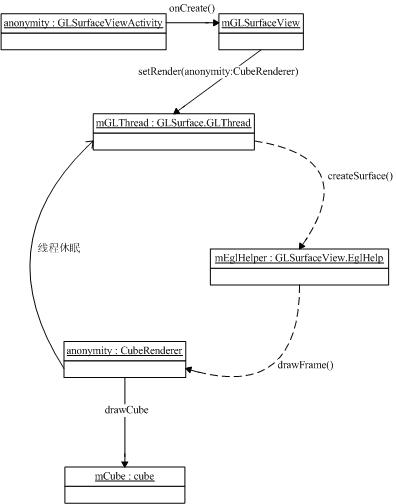 onCreate()
anonymity : GLSurfaceViewActivity
mGLSurfaceView
setRender(anonymity:CubeRenderer)
mGLThread : GLSurface.GLThread
createSurface()
线程休眠
mEglHelper : GLSurfaceView.EglHelp
anonymity : CubeRenderer
drawFrame()
drawCube
mCube : cube